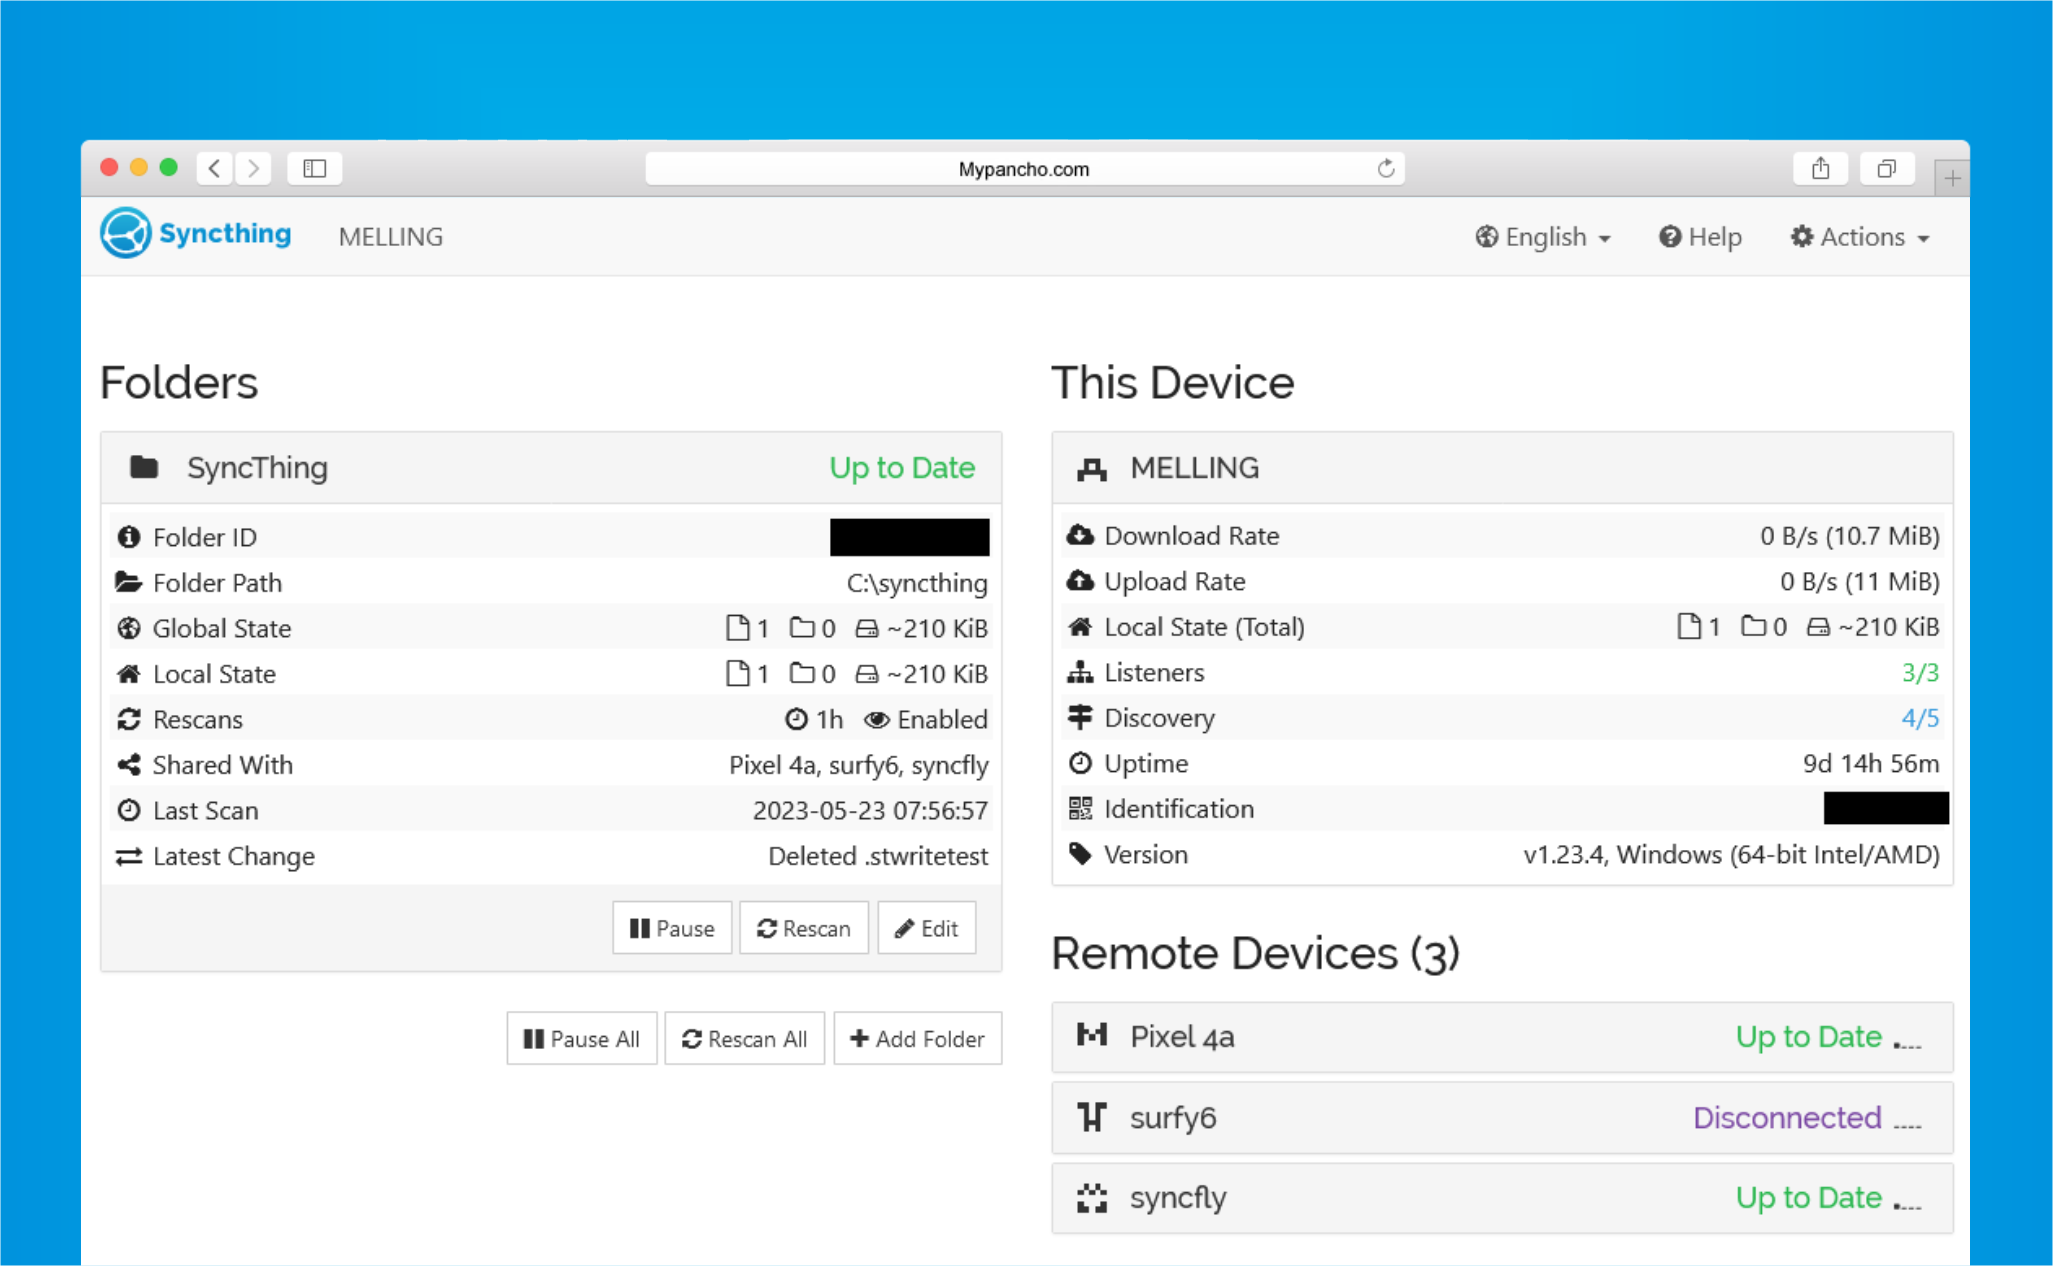 Mypancho.com
Syncthing MELLING English Help Actions
Folders
SyncThing Up to Date
Folder ID
Folder Path C:\syncthing
Global State 1 0 ~210 KiB
Local State 1 0 ~210 KiB
Rescans 1h Enabled
Shared With Pixel 4a, surfy6, syncfly
Last Scan 2023-05-23 07:56:57
Latest Change Deleted .stwritetest
Pause Rescan Edit
Pause All Rescan All Add Folder
This Device
MELLING
Download Rate 0 B/s (10.7 MiB)
Upload Rate 0 B/s (11 MiB)
Local State (Total) 1 0 ~210 KiB
Listeners 3/3
Discovery 4/5
Uptime 9d 14h 56m
Identification
Version v1.23.4, Windows (64-bit Intel/AMD)
Remote Devices (3)
Pixel 4a Up to Date
surfy6 Disconnected
syncfly Up to Date